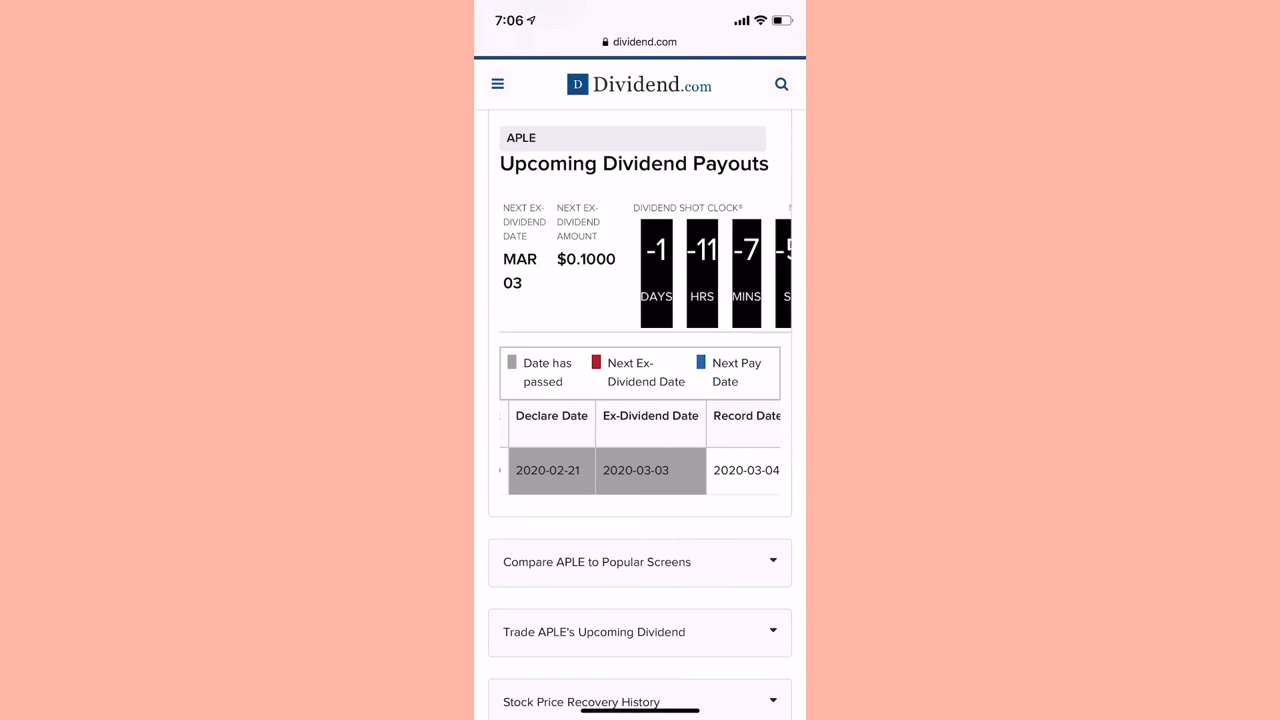 7:06
dividend.com
D Dividend.com
APLE
Upcoming Dividend Payouts
NEXT EX-
DIVIDEND
DATE
MAR
03
NEXT EX-
DIVIDEND
AMOUNT
$0.1000
DIVIDEND SHOT CLOCK®
-1 -11 -7
DAYS HRS MINS
Date has
passed
Next Ex-
Dividend Date
Next Pay
Date
Declare Date Ex-Dividend Date Record Date
2020-02-21 2020-03-03 2020-03-04
Compare APLE to Popular Screens
Trade APLE's Upcoming Dividend
Stock Price Recovery History